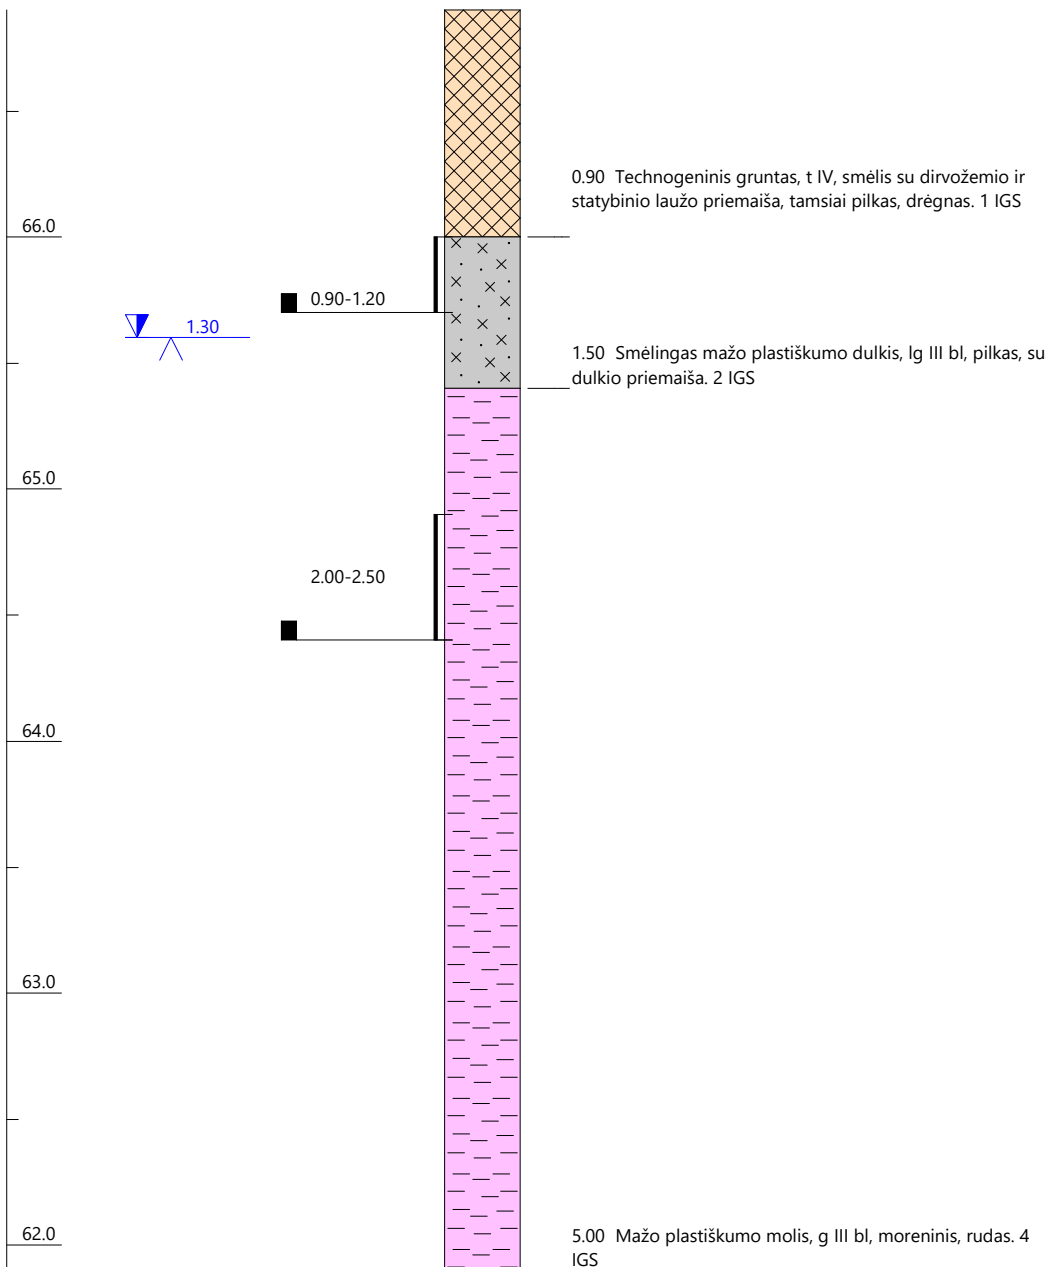 0.90 Technogeninis gruntas, t IV, smėlis su dirvožemio ir
statybinio laužo priemaiša, tamsiai pilkas, drėgnas. 1 IGS
66.0
0.90-1.20
1.30
1.50 Smėlingas mažo plastiškumo dulkis, lg III bl, pilkas, su
dulkio priemaiša. 2 IGS
65.0
2.00-2.50
64.0
63.0
62.0
5.00 Mažo plastiškumo molis, g III bl, moreninis, rudas. 4
IGS